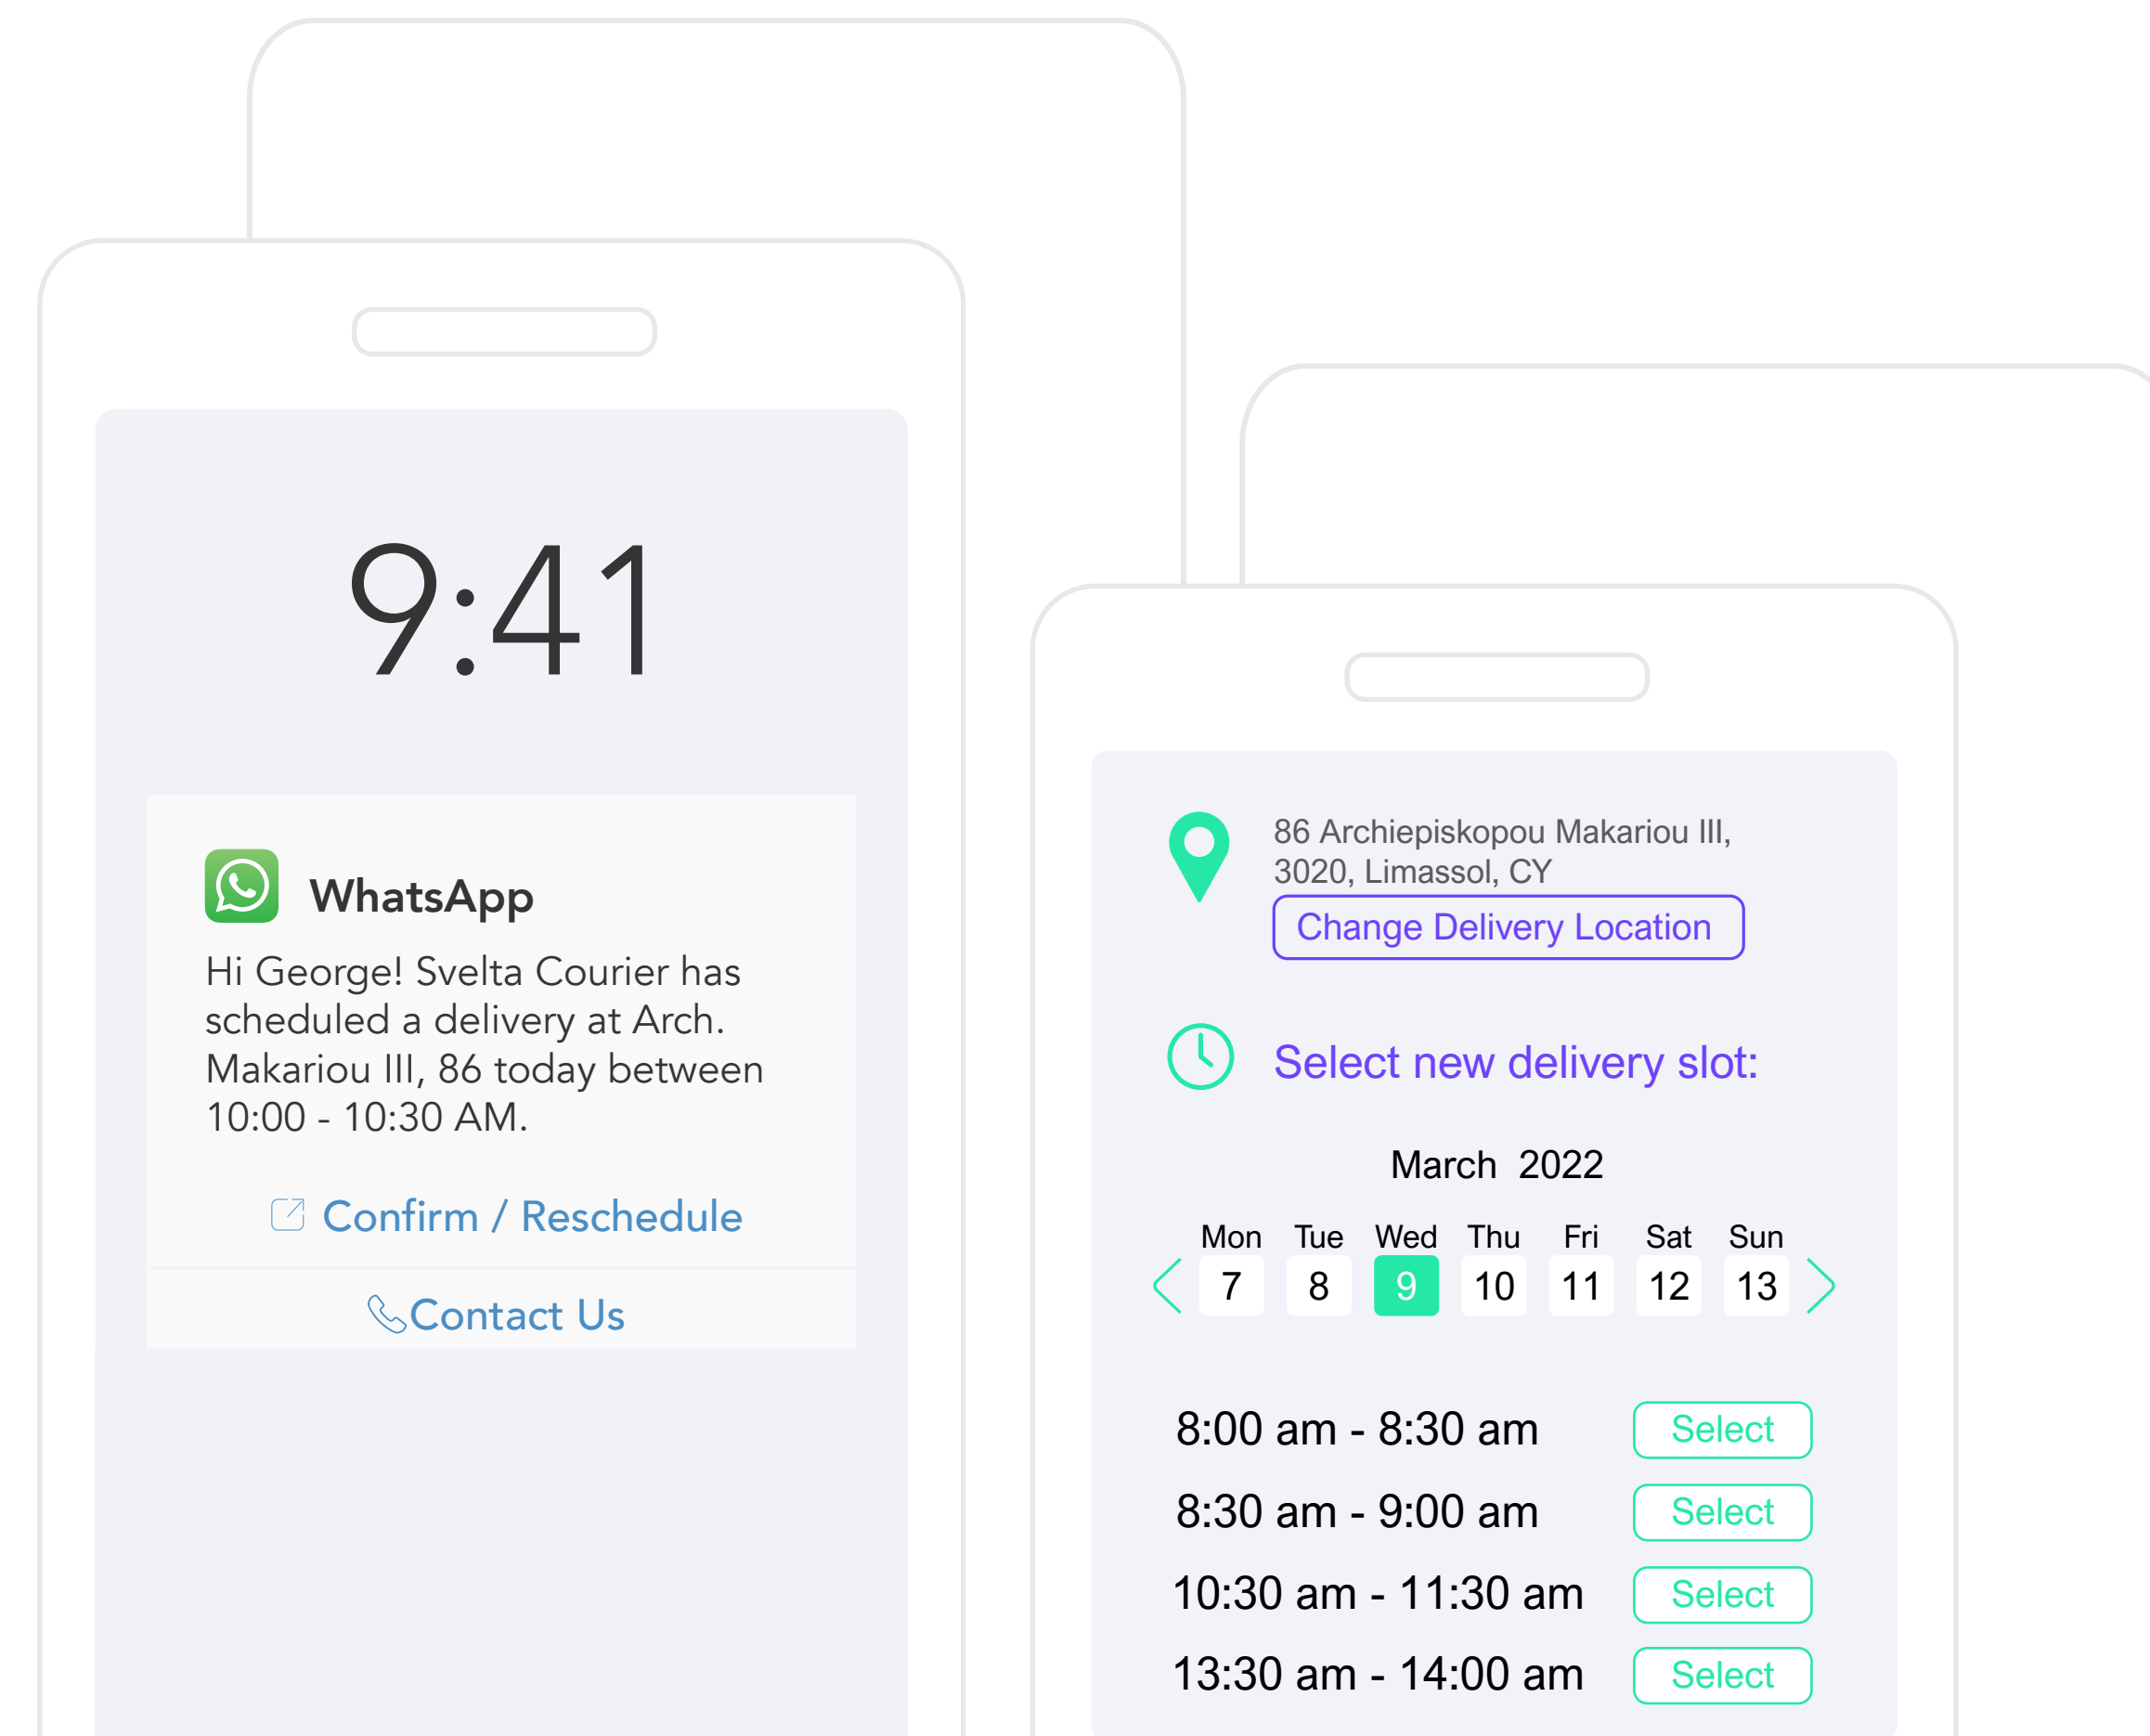 9:41
WhatsApp
Hi George! Svelta Courier has
scheduled a delivery at Arch.
Makariou III, 86 today between
10:00 - 10:30 AM.
Confirm / Reschedule
Contact Us
86 Archiepiskopou Makariou III,
3020, Limassol, CY
Change Delivery Location
Select new delivery slot:
March 2022
Mon Tue Wed Thu Fri Sat Sun
7 8 9 10 11 12 13
8:00 am - 8:30 am Select
8:30 am - 9:00 am Select
10:30 am - 11:30 am Select
13:30 am - 14:00 am Select